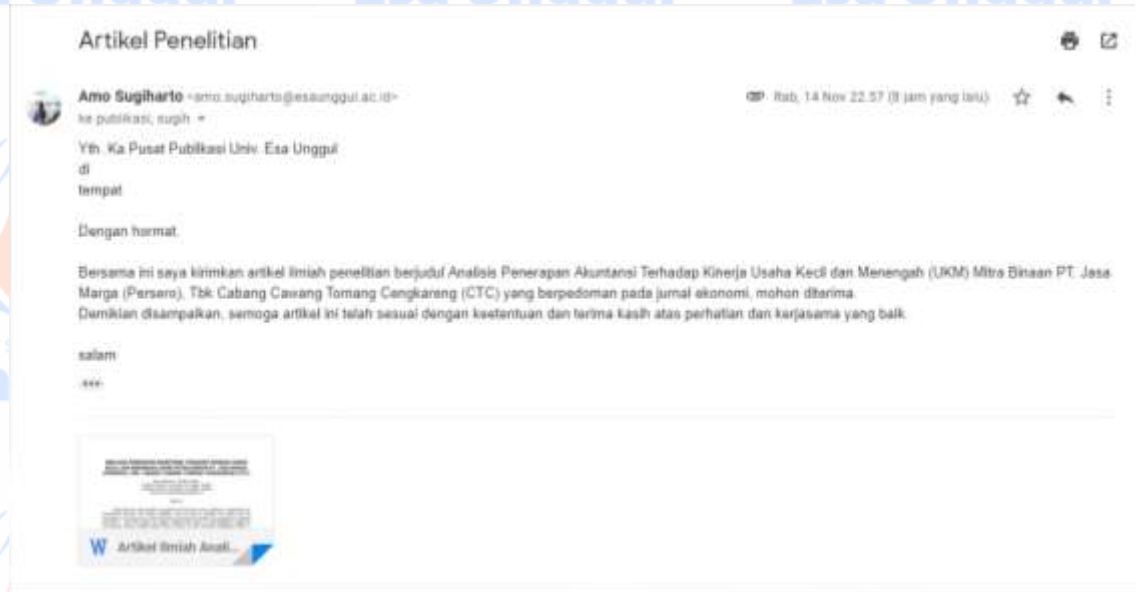 Esa Unggul
Artikel Penelitian
Amo Sugiharto <amo.sugiharto@esaunggul.ac.id>
Rab, 14 Nov 22.57 (8 jam yang lalu)
ke publikasi, sugih
Yth. Ka Pusat Publikasi Univ. Esa Unggul
di
tempat
Dengan hormat.
Bersama ini saya kirimkan artikel ilmiah penelitian berjudul Analisis Penerapan Akuntansi Terhadap Kinerja Usaha Kecil dan Menengah (UKM) Mitra Binaan PT. Jasa
Marga (Persero), Tbk Cabang Cawang Tomang Cengkareng (CTC) yang berpedoman pada jurnal ekonomi, mohon diterima.
Demikian disampaikan, semoga artikel ini telah sesuai dengan keetentuan dan terima kasih atas perhatian dan kerjasama yang baik.
salam
W Artikel Ilmiah Anali...